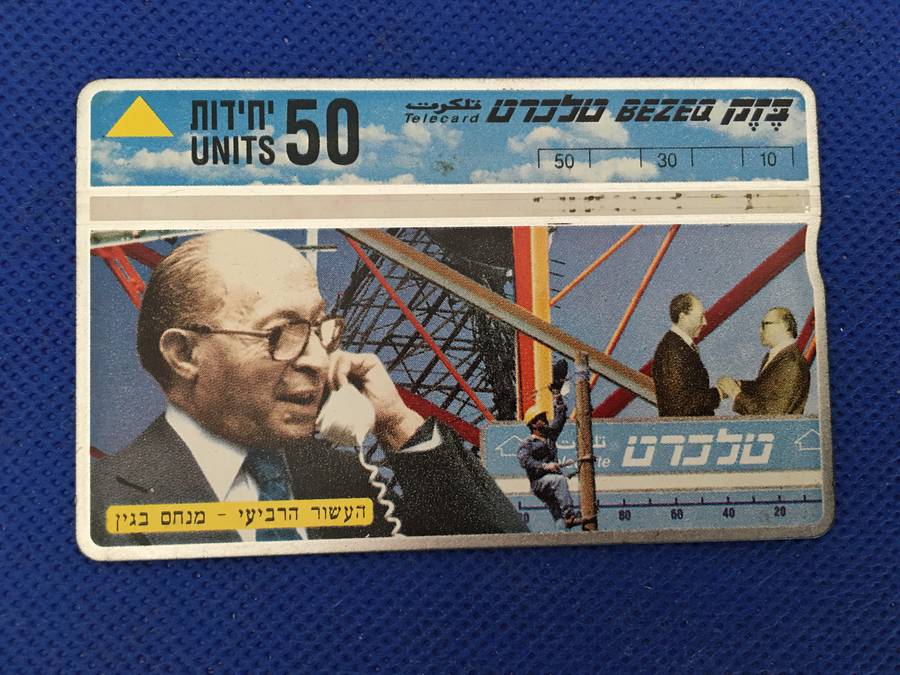 בזק BEZEQ טלכרט تلكرت
Telecard
יחידות 50
UNITS
50 30 10
טלכרט تلكرت
80 60 40 20
העשור הרביעי - מנחם בגין